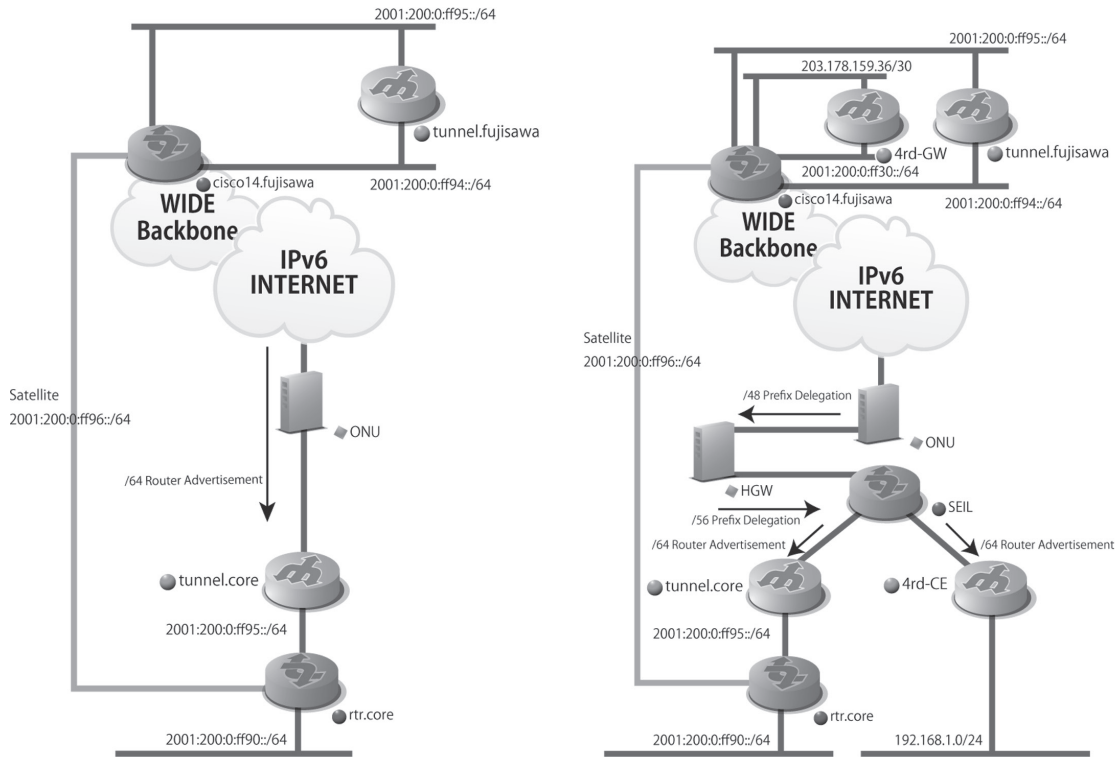 2001:200:0:ff95::/64
tunnel.fujisawa
cisco14.fujisawa
2001:200:0:ff94::/64
WIDE
Backbone
IPv6
INTERNET
Satellite
2001:200:0:ff96::/64
ONU
/64 Router Advertisement
tunnel.core
2001:200:0:ff95::/64
rtr.core
2001:200:0:ff90::/64
2001:200:0:ff95::/64
203.178.159.36/30
4rd-GW
tunnel.fujisawa
2001:200:0:ff30::/64
cisco14.fujisawa
2001:200:0:ff94::/64
WIDE
Backbone
IPv6
INTERNET
Satellite
2001:200:0:ff96::/64
/48 Prefix Delegation
ONU
HGW
SEIL
/56 Prefix Delegation
/64 Router Advertisement
/64 Router Advertisement
tunnel.core
4rd-CE
2001:200:0:ff95::/64
rtr.core
2001:200:0:ff90::/64
192.168.1.0/24